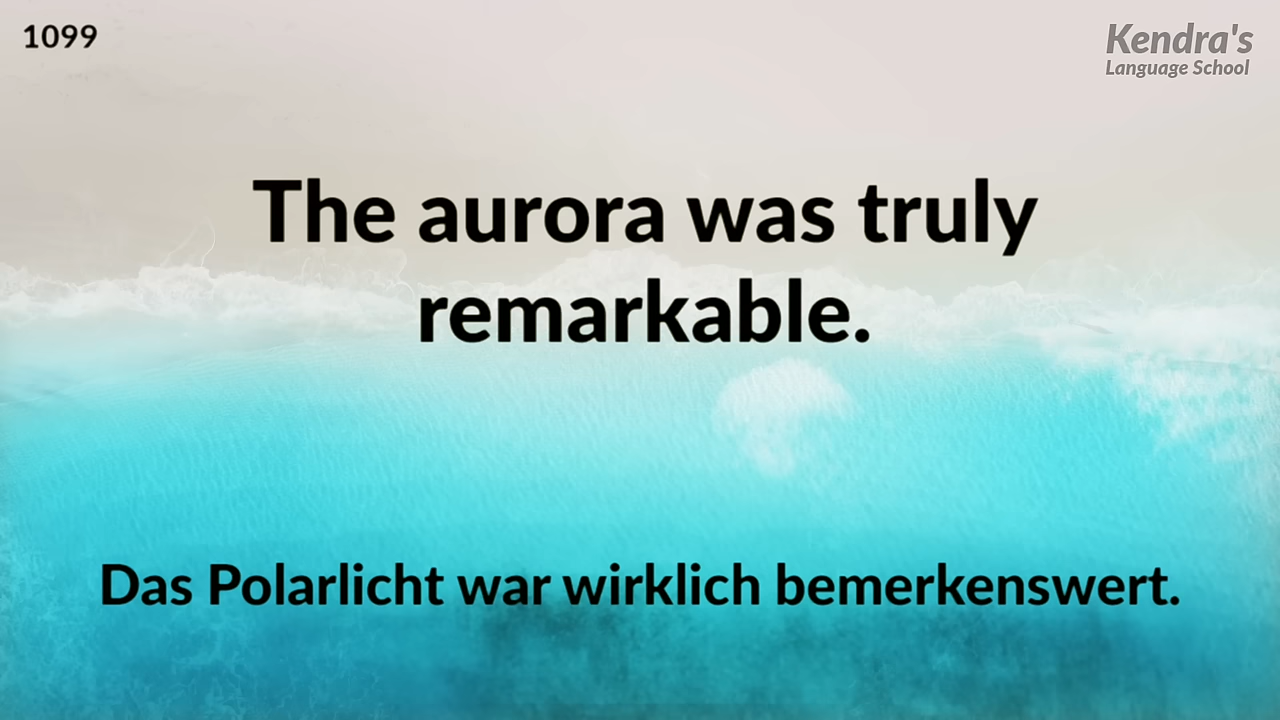 1099
Kendra's
Language School
The aurora was truly
remarkable.
Das Polarlicht war wirklich bemerkenswert.